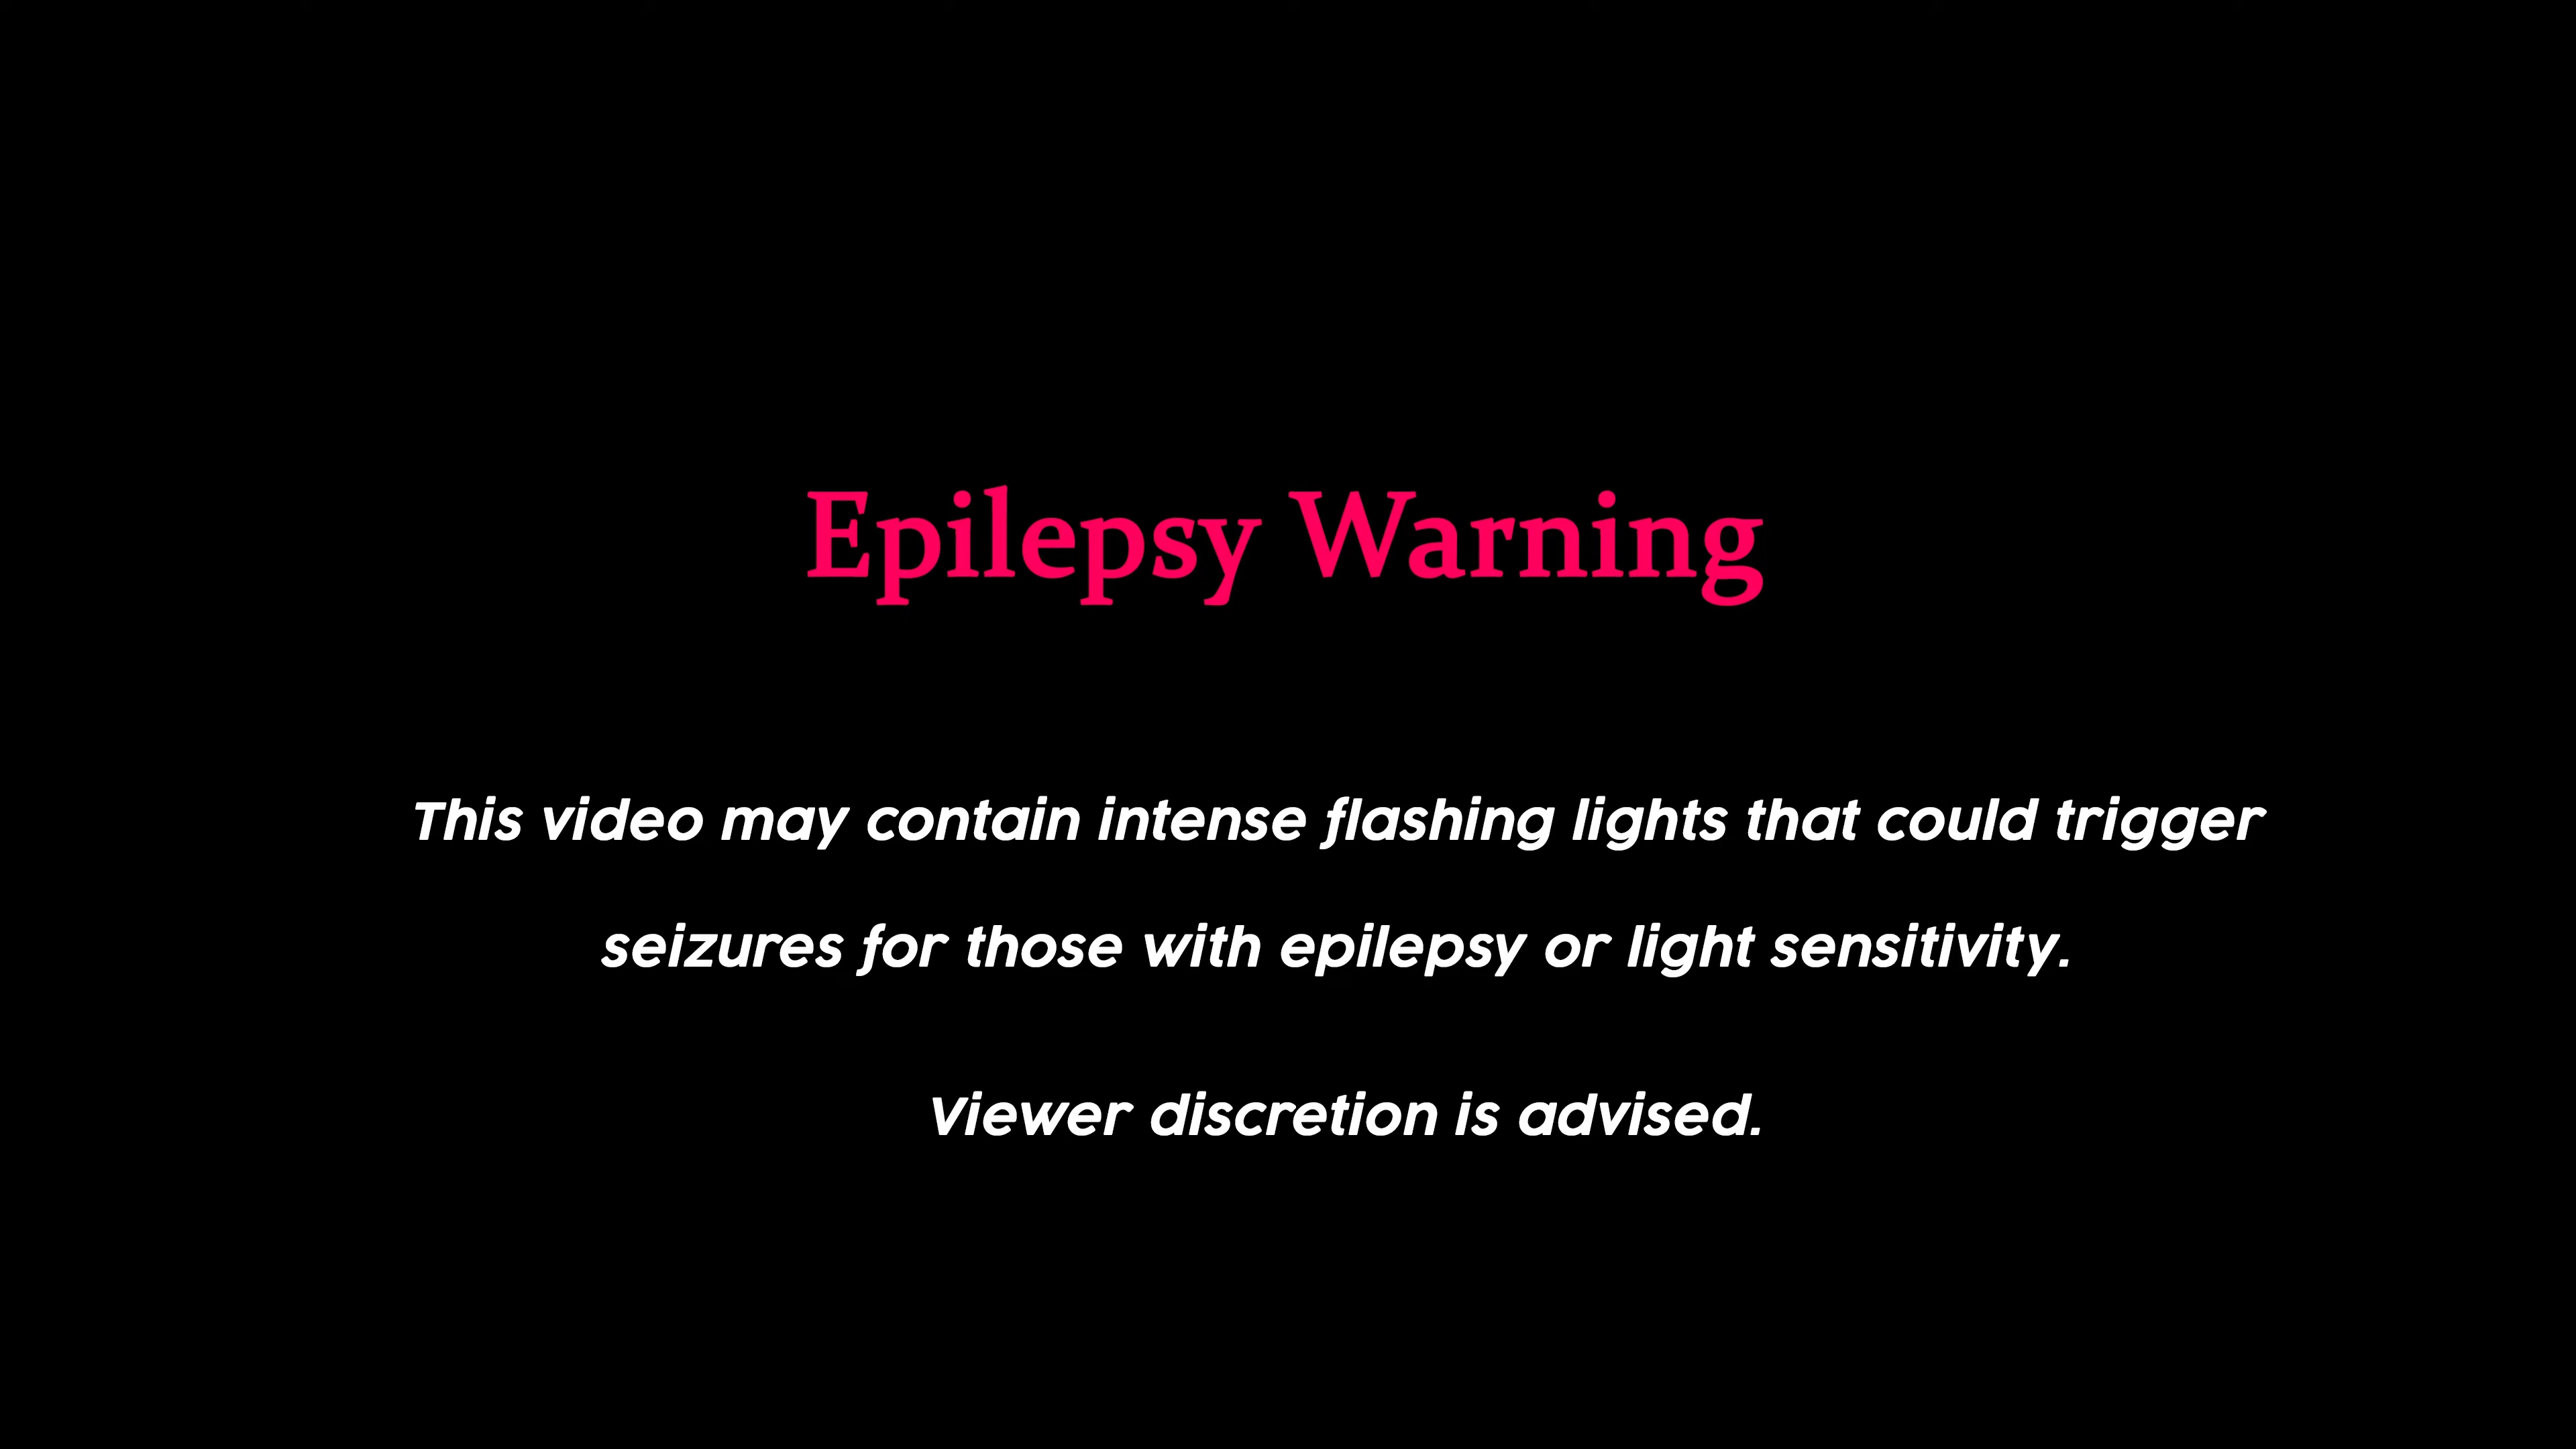 Epilepsy Warning
This video may contain intense flashing lights that could trigger
seizures for those with epilepsy or light sensitivity.
Viewer discretion is advised.